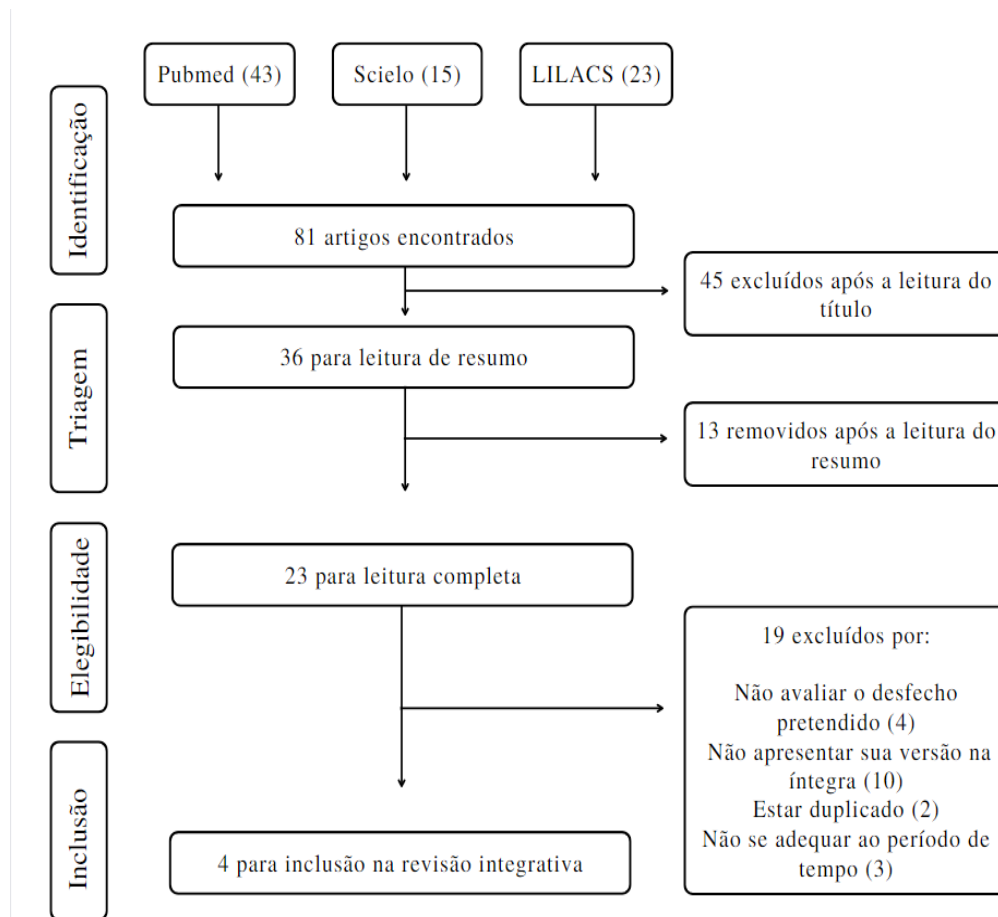 Pubmed (43)
Scielo (15)
LILACS (23)
Identificação
81 artigos encontrados
45 excluídos após a leitura do
título
Triagem
36 para leitura de resumo
13 removidos após a leitura do
resumo
Elegibilidade
23 para leitura completa
19 excluídos por:
Não avaliar o desfecho
pretendido (4)
Não apresentar sua versão na
íntegra (10)
Estar duplicado (2)
Não se adequar ao período de
tempo (3)
Inclusão
4 para inclusão na revisão integrativa